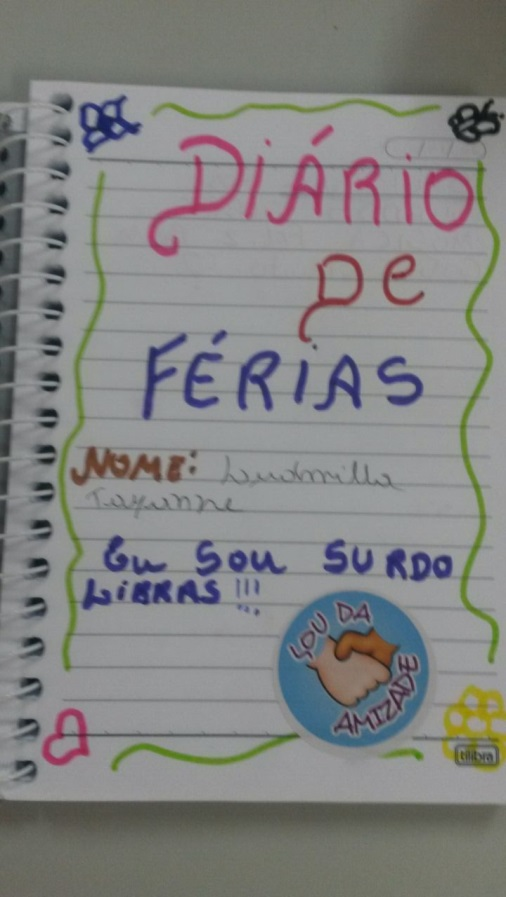 DiÁRiO
De
FÉRiAS
NOME: Ludmilla
Tayanne
Eu SOU SURDO
LiBRAS !!!
SOU DA
AMIZADE
tilibra